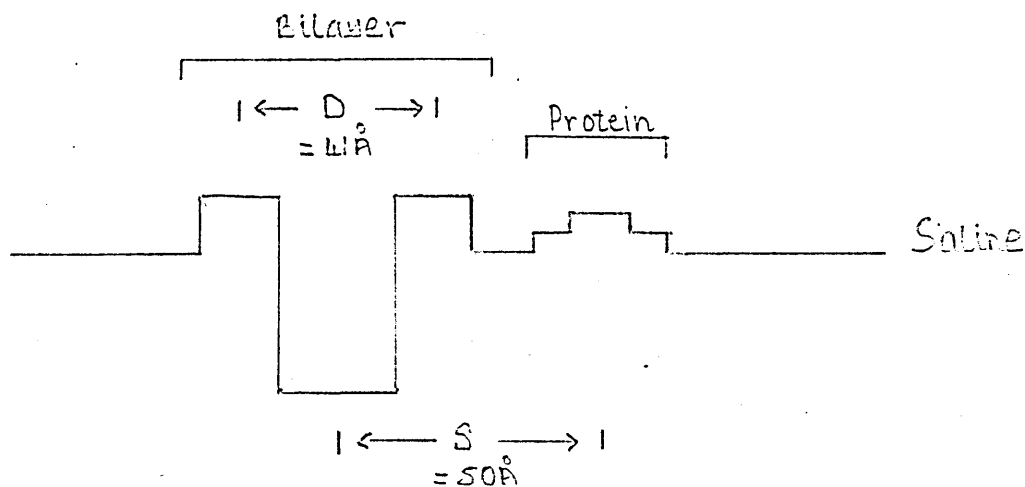 Bilayer
D
= 41Å
Protein
Saline
S
= 50Å